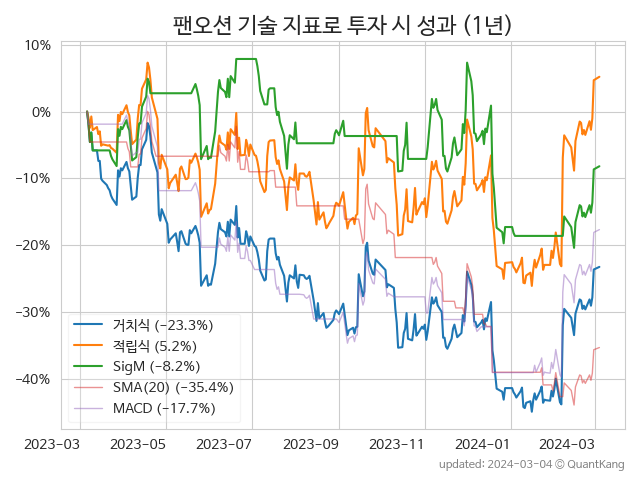 팬오션 기술 지표로 투자 시 성과 (1년)
10%
0%
−10%
−20%
−30%
−40%
거치식 (−23.3%)
적립식 (5.2%)
SigM (−8.2%)
SMA(20) (−35.4%)
MACD (−17.7%)
2023−03 2023−05 2023−07 2023−09 2023−11 2024−01 2024−03
updated: 2024−03−04 © QuantKang